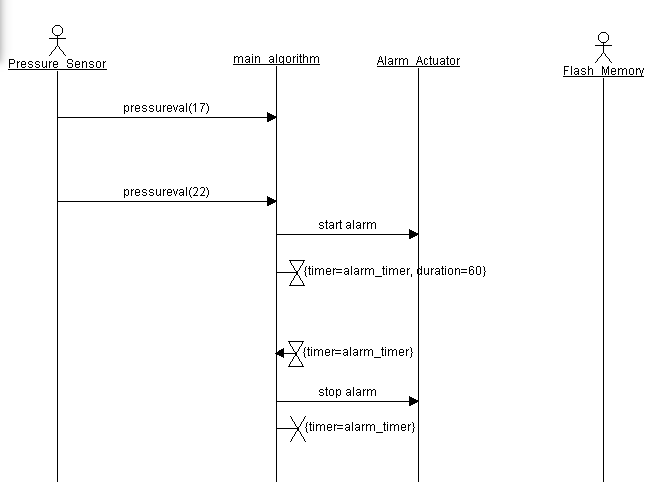 Pressure_Sensor
main_algorithm
Alarm_Actuator
Flash_Memory
pressureval(17)
pressureval(22)
start alarm
{timer=alarm_timer, duration=60}
{timer=alarm_timer}
stop alarm
{timer=alarm_timer}